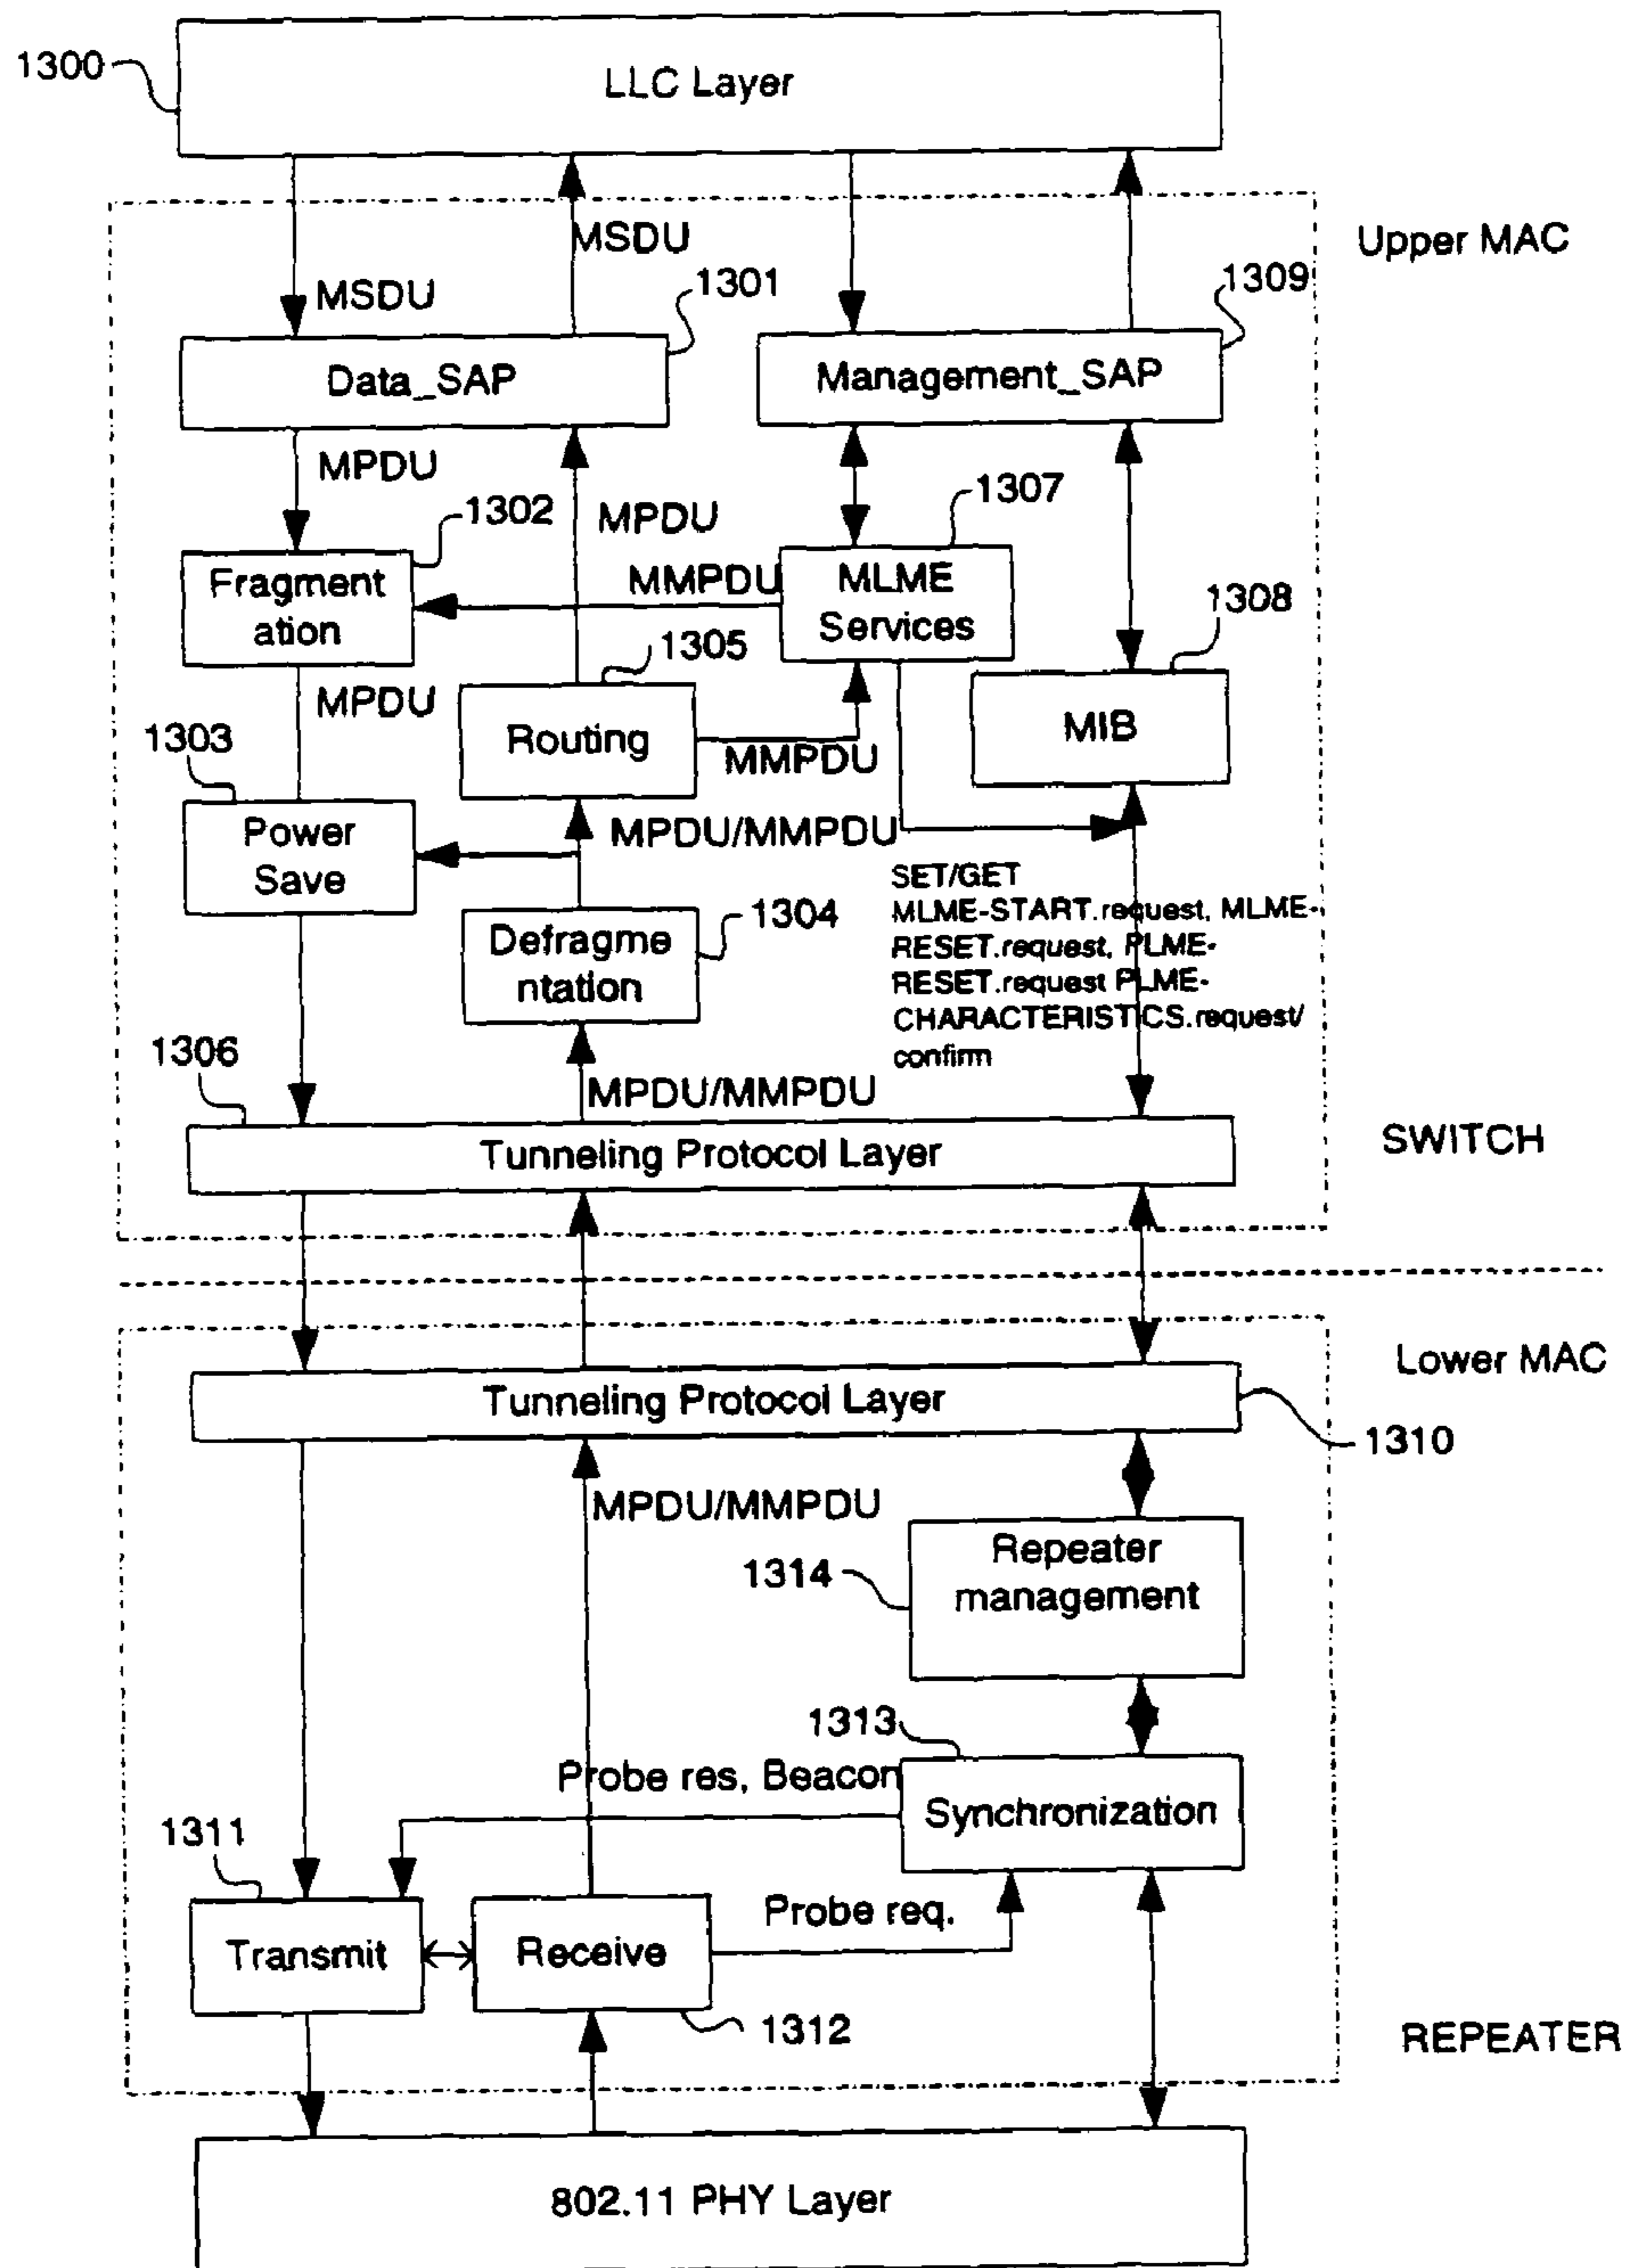 1300
LLC Layer
MSDU
Upper MAC
MSDU
1301
1309
Data_SAP
Management_SAP
MPDU
1302
MPDU
1307
Fragment
ation
MMPDU
MLME
Services
1308
1305
MPDU
1303
Routing
MMPDU
MIB
Power
Save
MPDU/MMPDU
SET/GET
MLME-START.request, MLME-
RESET.request, PLME-
RESET.request PLME-
CHARACTERISTICS.request/
confirm
1304
Defragme
ntation
1306
MPDU/MMPDU
SWITCH
Tunneling Protocol Layer
Lower MAC
Tunneling Protocol Layer
1310
MPDU/MMPDU
Repeater
management
1314
1313
Probe res, Beacon
Synchronization
1311
Probe req.
Transmit
Receive
1312
REPEATER
802.11 PHY Layer